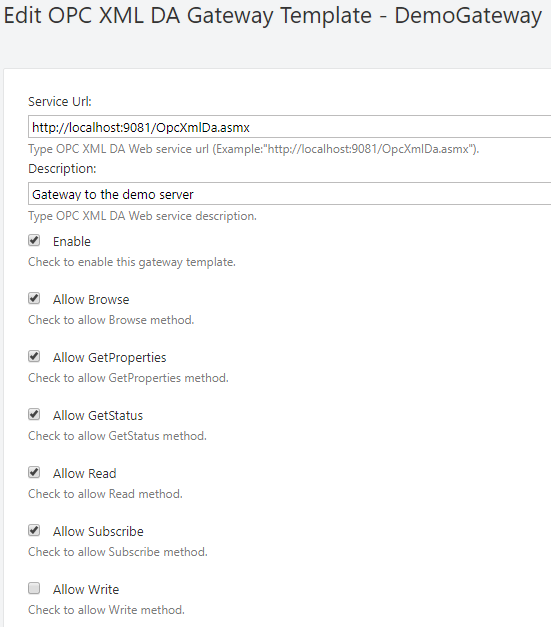 Edit OPC XML DA Gateway Template - DemoGateway
Service Url:
http://localhost:9081/OpcXmlDa.asmx
Type OPC XML DA Web service url (Example:"http://localhost:9081/OpcXmlDa.asmx").
Description:
Gateway to the demo server
Type OPC XML DA Web service description.
Enable
Check to enable this gateway template.
Allow Browse
Check to allow Browse method.
Allow GetProperties
Check to allow GetProperties method.
Allow GetStatus
Check to allow GetStatus method.
Allow Read
Check to allow Read method.
Allow Subscribe
Check to allow Subscribe method.
Allow Write
Check to allow Write method.